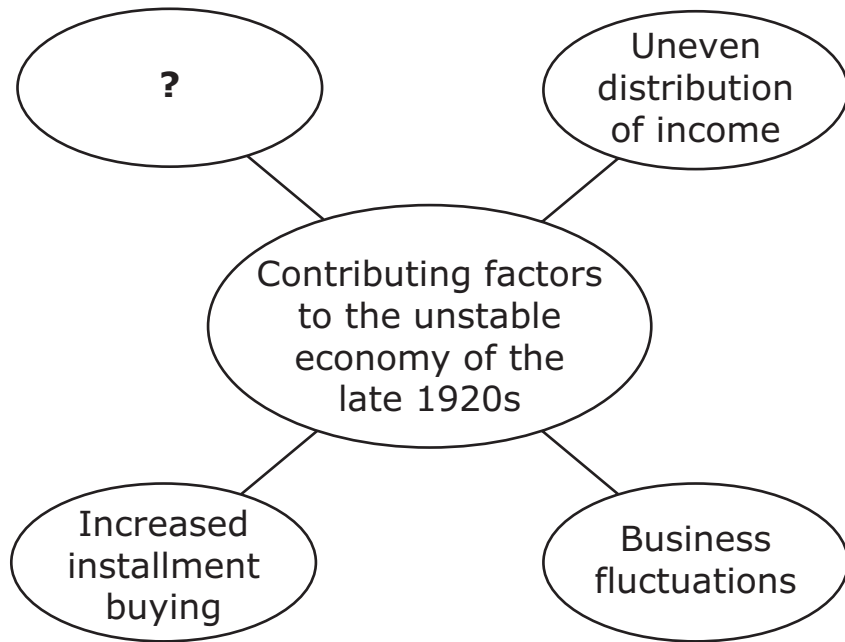 ?
Uneven
distribution
of income
Contributing factors
to the unstable
economy of the
late 1920s
Increased
installment
buying
Business
fluctuations